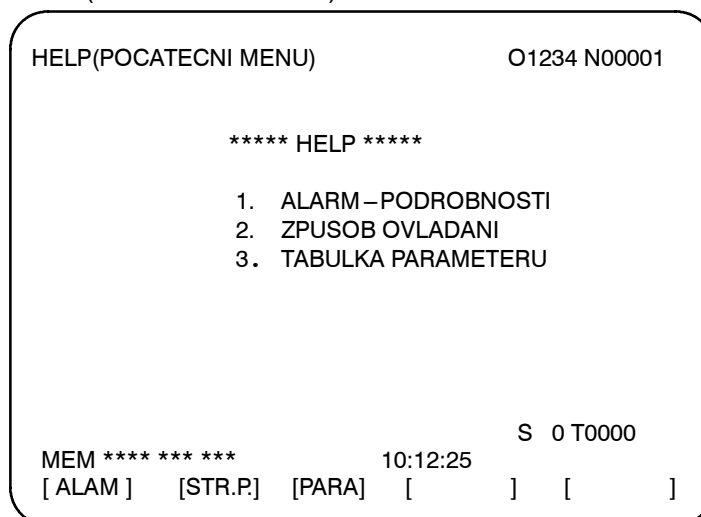 HELP(POCATECNI MENU) O1234 N00001
***** HELP *****
1. ALARM–PODROBNOSTI
2. ZPUSOB OVLADANI
3. TABULKA PARAMETERU
S 0 T0000
MEM **** *** *** 10:12:25
[ ALAM ] [STR.P.] [PARA] [ ] [ ]